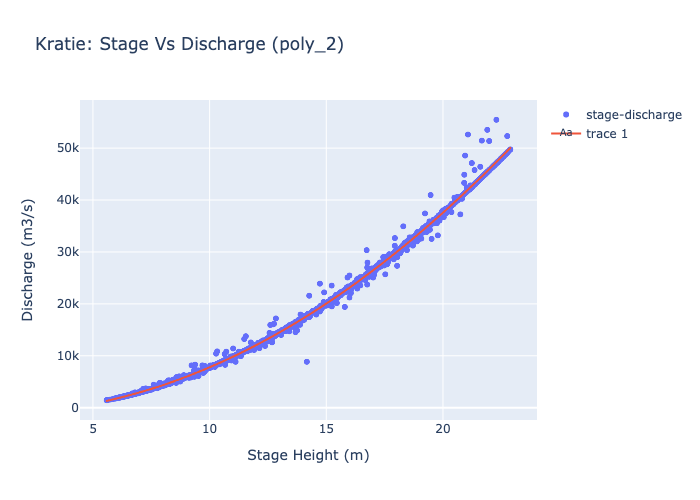 Kratie: Stage Vs Discharge (poly_2)
stage-discharge
Aa trace 1
50k
40k
30k
20k
10k
0
5 10 15 20
Stage Height (m)
Discharge (m3/s)